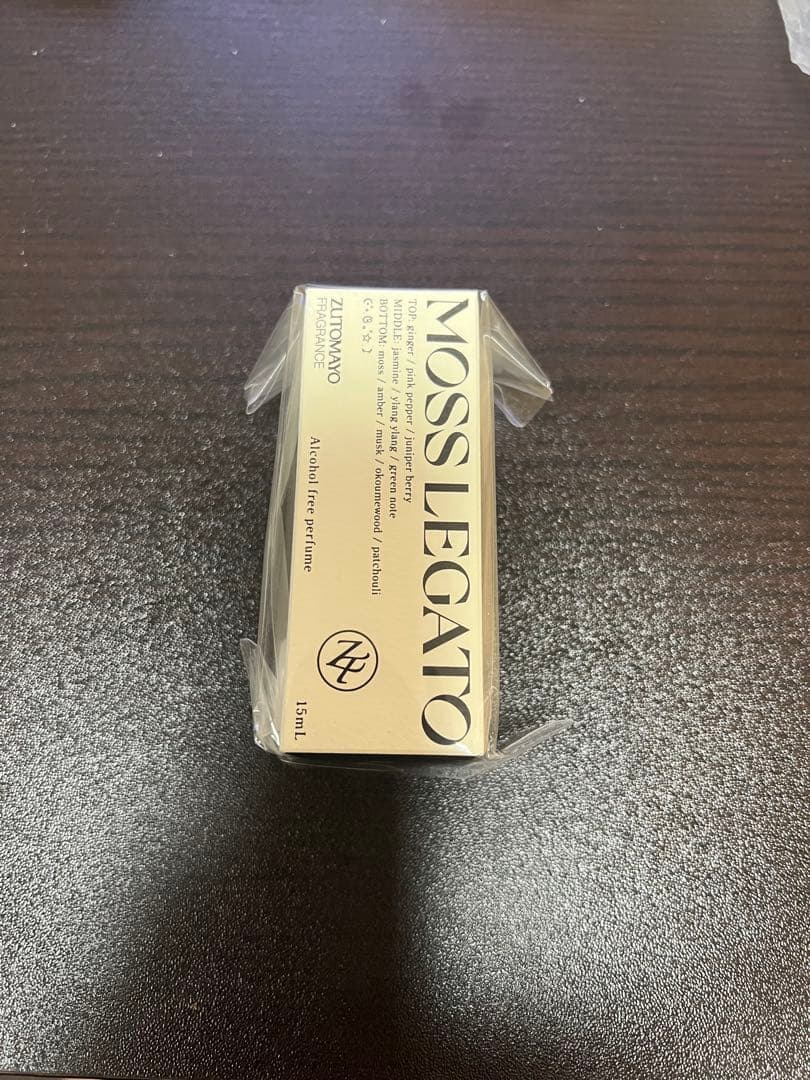 MOSS LEGATO
TOP: ginger / pink pepper / juniper berry
MIDDLE: jasmine / ylang ylang / green note
BOTTOM: moss / amber / musk / okoumewood / patchouli
ZUTOMAYO
FRAGRANCE
Alcohol free perfume
15mL